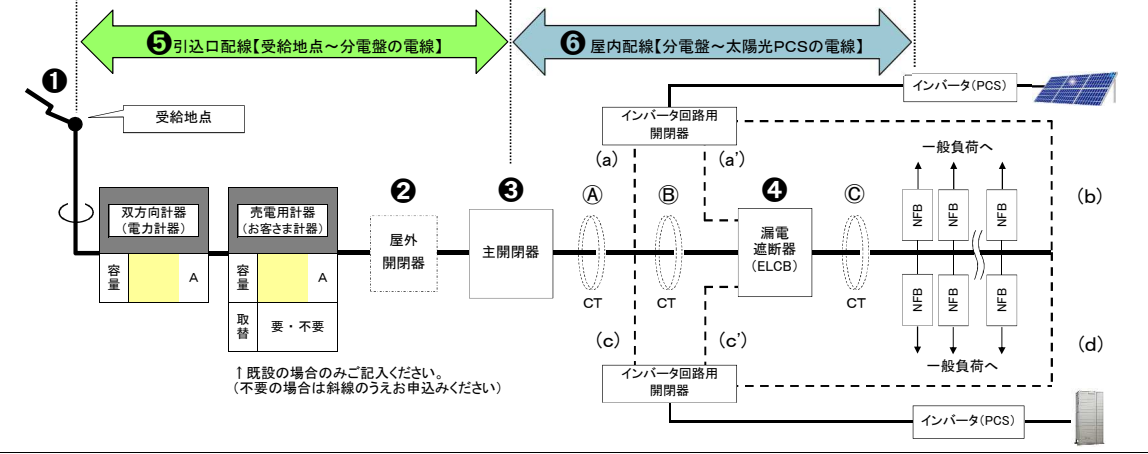 ❺引込口配線【受給地点～分電盤の電線】
❻屋内配線【分電盤～太陽光PCSの電線】
❶
受給地点
インバータ(PCS)
インバータ回路用
開閉器
(a)
(a’)
一般負荷へ
(b)
双方向計器
(電力計器)
容量
A
売電用計器
(お客さま計器)
容量
A
取替
要・不要
❷
屋外
開閉器
❸
主開閉器
Ⓐ
CT
Ⓑ
CT
❹
漏電
遮断器
(ELCB)
Ⓒ
CT
NFB
NFB
NFB
NFB
NFB
NFB
↑既設の場合のみご記入ください。
(不要の場合は斜線のうえお申込みください)
(c)
(c’)
一般負荷へ
(d)
インバータ回路用
開閉器
インバータ(PCS)